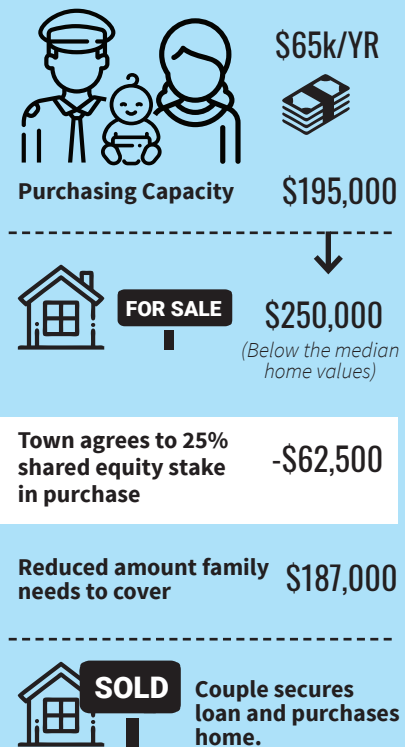 $65k/YR
Purchasing Capacity $195,000
FOR SALE
$250,000
(Below the median
home values)
Town agrees to 25%
shared equity stake
in purchase
-$62,500
Reduced amount family
needs to cover
$187,000
SOLD
Couple secures
loan and purchases
home.